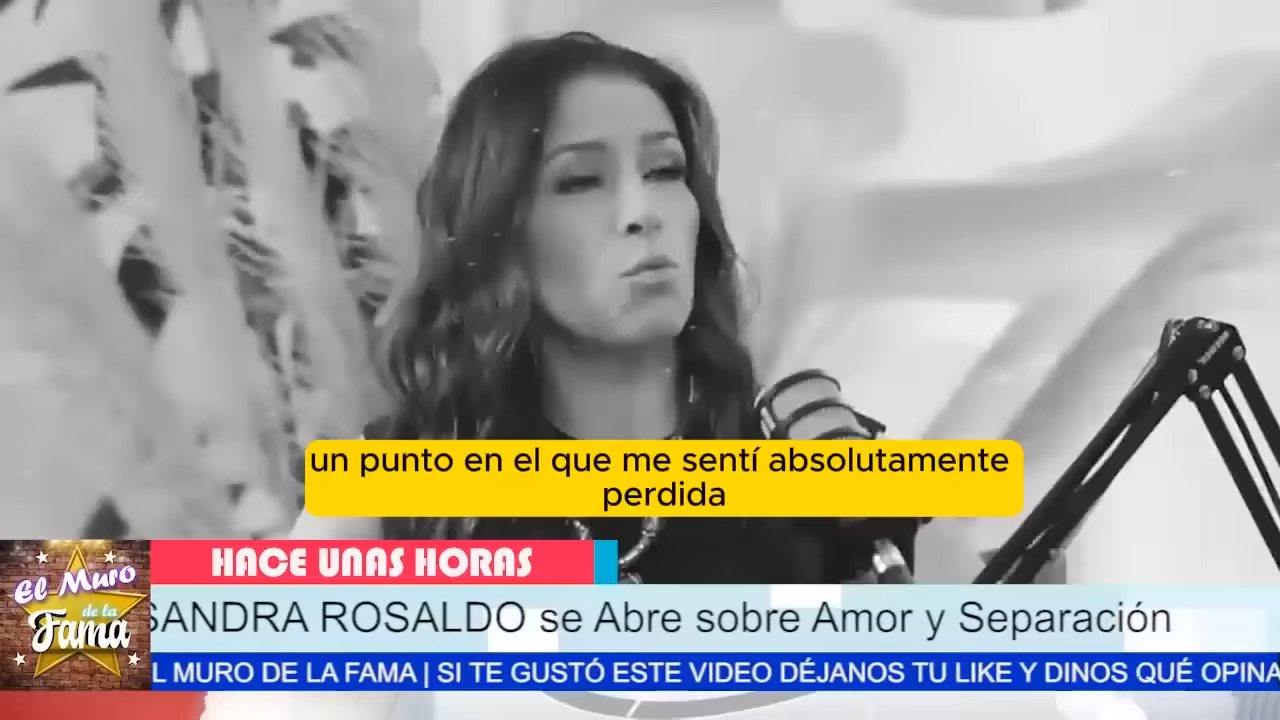 un punto en el que me sentí absolutamente
perdida
HACE UNAS HORAS
El Muro
de la
Fama
SANDRA ROSALDO se Abre sobre Amor y Separación
L MURO DE LA FAMA | SI TE GUSTÓ ESTE VIDEO DÉJANOS TU LIKE Y DINOS QUÉ OPINA